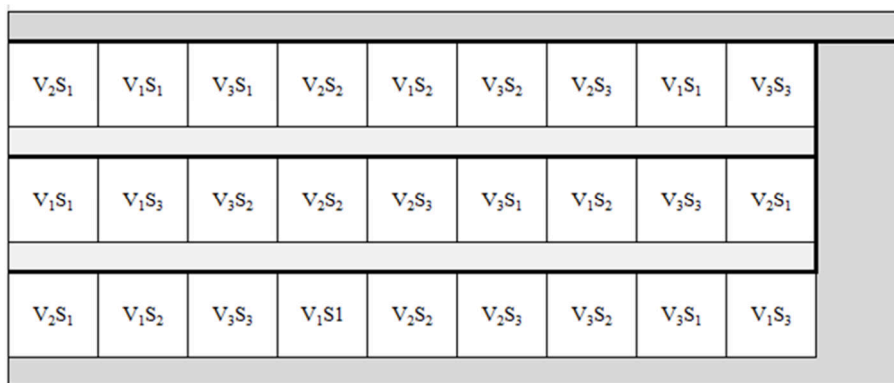 V₂S₁ V₁S₁ V₃S₁ V₂S₂ V₁S₂ V₃S₂ V₂S₃ V₁S₁ V₃S₃
V₁S₁ V₁S₃ V₃S₂ V₂S₂ V₂S₃ V₃S₁ V₁S₂ V₃S₃ V₂S₁
V₂S₁ V₁S₂ V₃S₃ V₁S1 V₂S₂ V₂S₃ V₃S₂ V₃S₁ V₁S₃